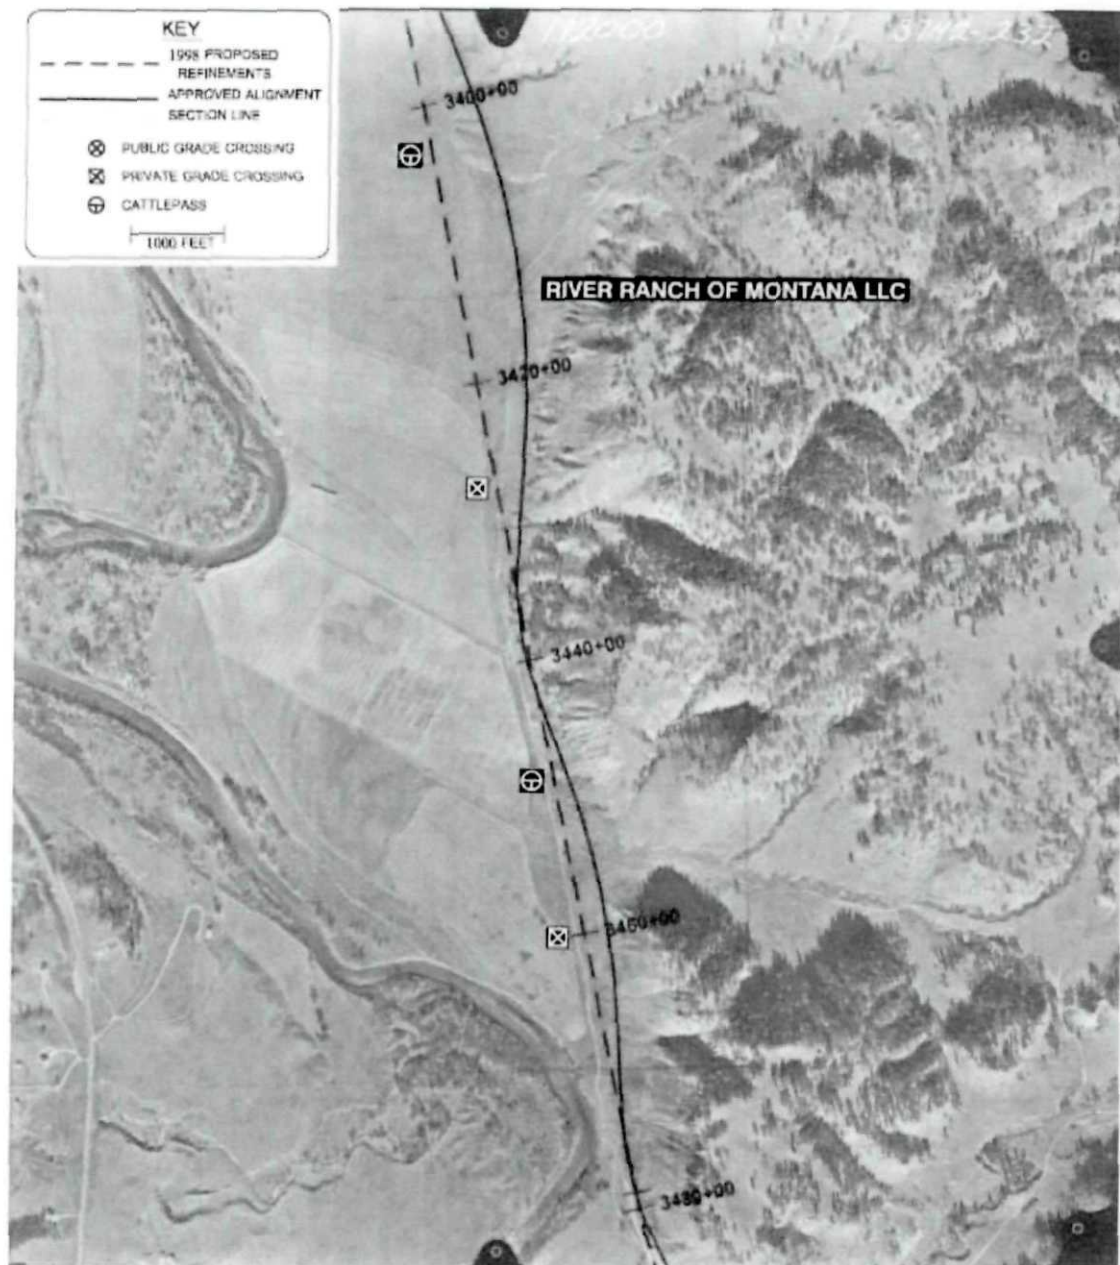 KEY
1998 PROPOSED
REFINEMENTS
APPROVED ALIGNMENT
SECTION LINE
PUBLIC GRADE CROSSING
PRIVATE GRADE CROSSING
CATTLEPASS
1000 FEET
3400+00
RIVER RANCH OF MONTANA LLC
3420+00
3440+00
3460+00
3480+00